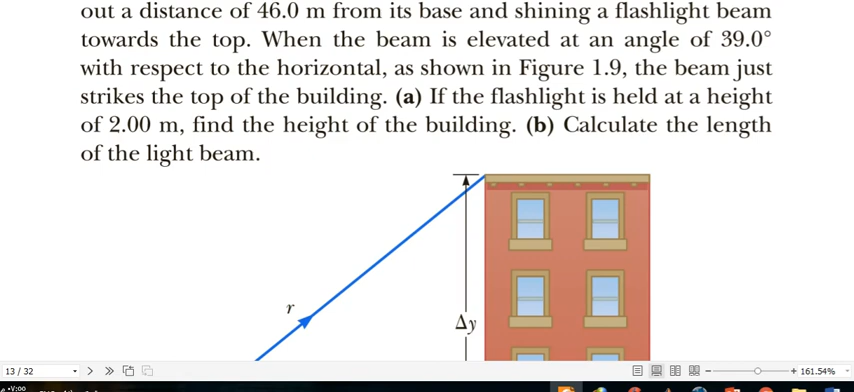 out a distance of 46.0 m from its base and shining a flashlight beam
towards the top. When the beam is elevated at an angle of 39.0°
with respect to the horizontal, as shown in Figure 1.9, the beam just
strikes the top of the building. (a) If the flashlight is held at a height
of 2.00 m, find the height of the building. (b) Calculate the length
of the light beam.
r
Δy
13 / 32
161.54%